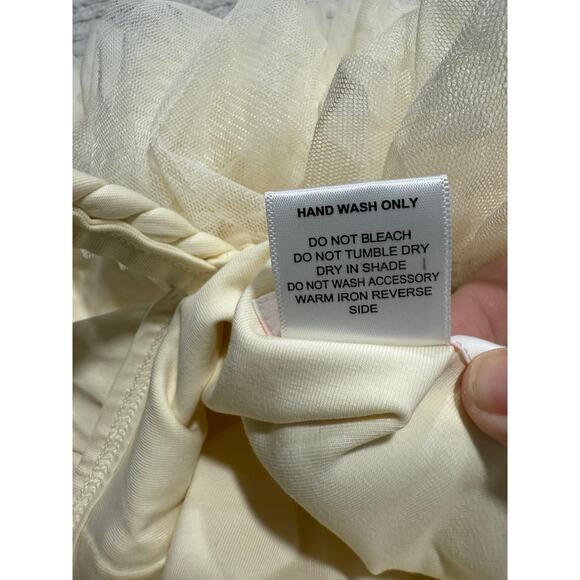 HAND WASH ONLY
DO NOT BLEACH
DO NOT TUMBLE DRY
DRY IN SHADE
DO NOT WASH ACCESSORY
WARM IRON REVERSE
SIDE